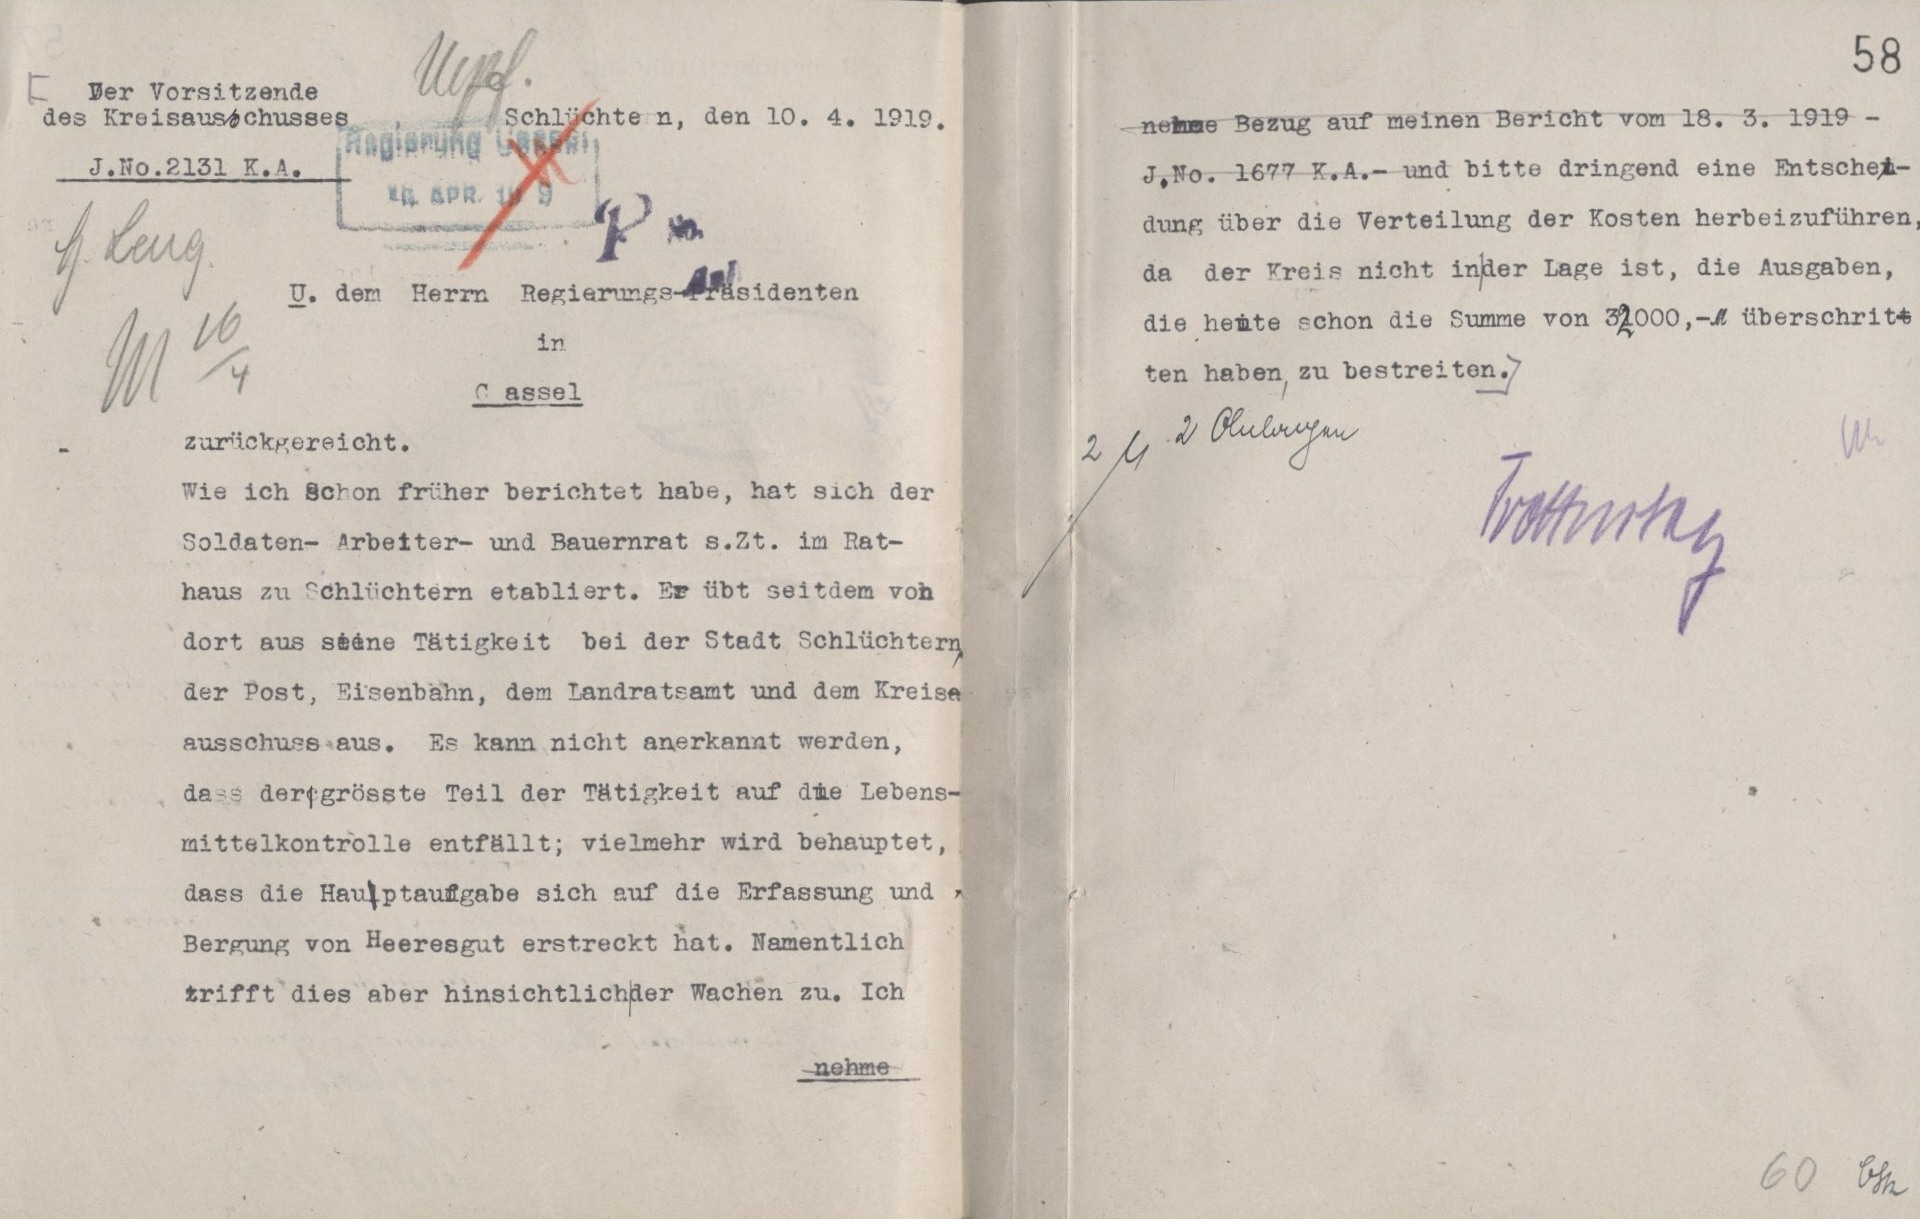 Der Vorsitzende
des Kreisausschusses
Schlüchte n, den 10. 4. 1919.
J.No.2131 K.A.
Regierung Cassel
APR. 19 9
16/4
U. dem Herrn Regierungs-Präsidenten
in
C assel
zurückgereicht.
Wie ich schon früher berichtet habe, hat sich der
Soldaten- Arbeiter- und Bauernrat s.Zt. im Rat-
haus zu Schlüchtern etabliert. Er übt seitdem von
dort aus seine Tätigkeit bei der Stadt Schlüchtern,
der Post, Eisenbahn, dem Landratsamt und dem Kreis-
ausschuss aus. Es kann nicht anerkannt werden,
dass der grösste Teil der Tätigkeit auf die Lebens-
mittelkontrolle entfällt; vielmehr wird behauptet,
dass die Hauptaufgabe sich auf die Erfassung und
Bergung von Heeresgut erstreckt hat. Namentlich
trifft dies aber hinsichtlich der Wachen zu. Ich
nehme
58
nehme Bezug auf meinen Bericht vom 18. 3. 1919 -
J.No. 1677 K.A.- und bitte dringend eine Entschei-
dung über die Verteilung der Kosten herbeizuführen,
da der Kreis nicht in der Lage ist, die Ausgaben,
die heute schon die Summe von 32000,-M überschrit-
ten haben, zu bestreiten.
2 2 Anlagen
60